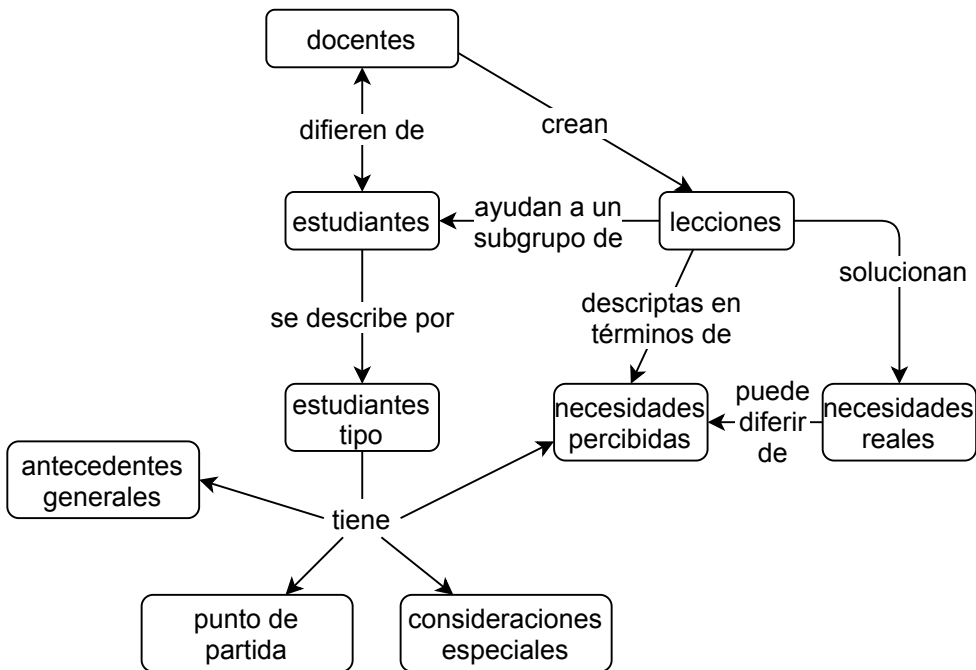 docentes
difieren de
crean
estudiantes
ayudan a un
subgrupo de
lecciones
solucionan
se describe por
descriptas en
términos de
estudiantes
tipo
necesidades
percibidas
puede
diferir
de
necesidades
reales
antecedentes
generales
tiene
punto de
partida
consideraciones
especiales